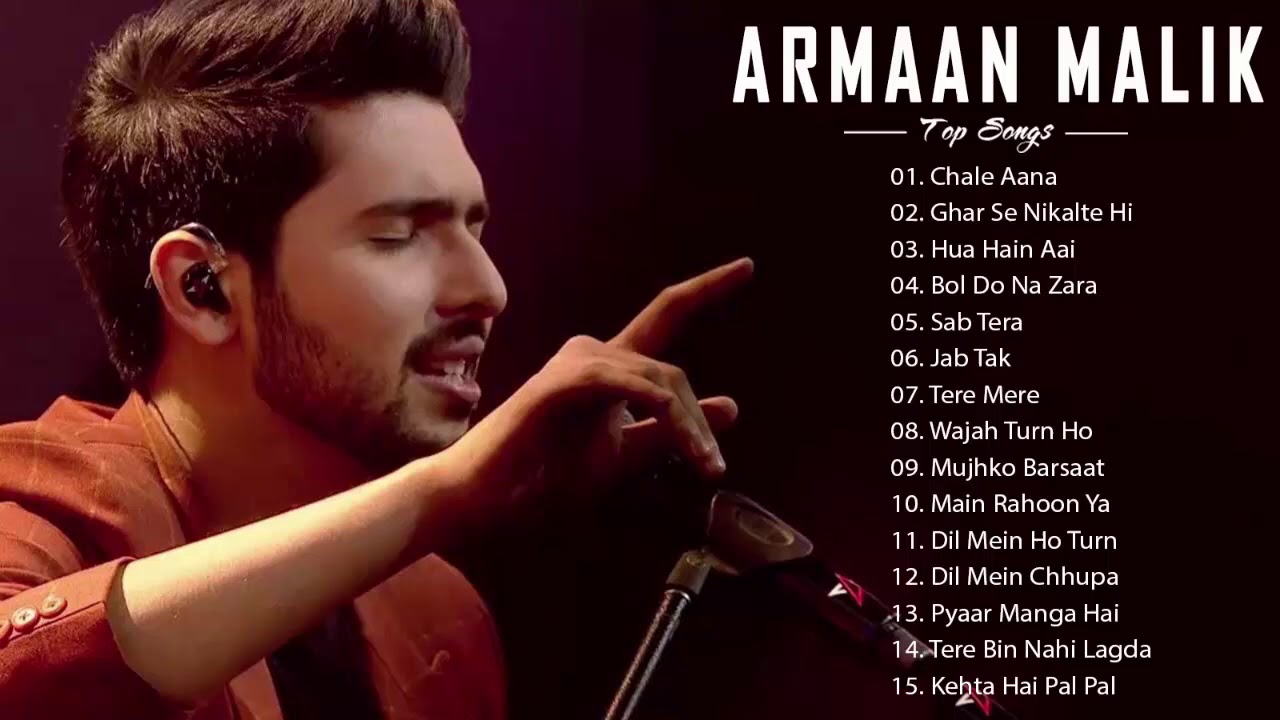 ARMAAN MALIK
Top Songs
01. Chale Aana
02. Ghar Se Nikalte Hi
03. Hua Hain Aai
04. Bol Do Na Zara
05. Sab Tera
06. Jab Tak
07. Tere Mere
08. Wajah Turn Ho
09. Mujhko Barsaat
10. Main Rahoon Ya
11. Dil Mein Ho Turn
12. Dil Mein Chhupa
13. Pyaar Manga Hai
14. Tere Bin Nahi Lagda
15. Kehta Hai Pal Pal